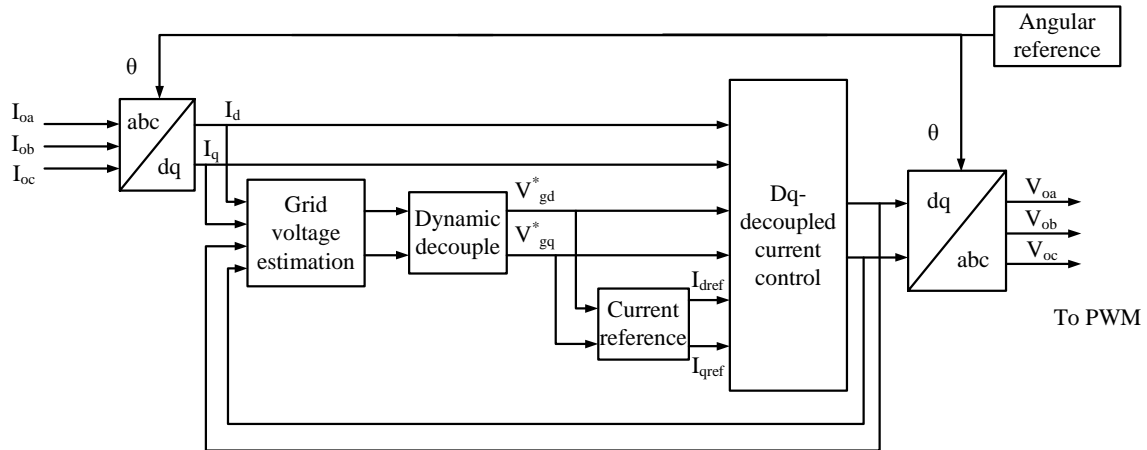 Angular
reference
θ
θ
I_oa
I_ob
I_oc
abc
dq
I_d
I_q
Grid
voltage
estimation
Dynamic
decouple
V*_gd
V*_gq
Current
reference
I_dref
I_qref
Dq-
decoupled
current
control
dq
abc
V_oa
V_ob
V_oc
To PWM